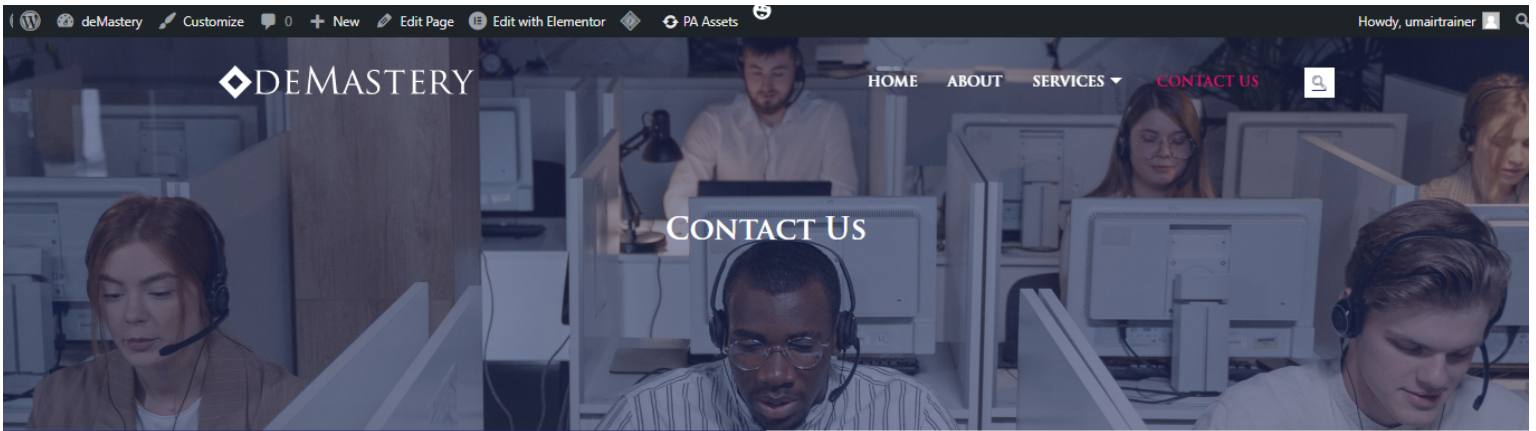 deMastery Customize 0 New Edit Page Edit with Elementor PA Assets Howdy, umairtrainer
DEMASTERY HOME ABOUT SERVICES CONTACT US
CONTACT US